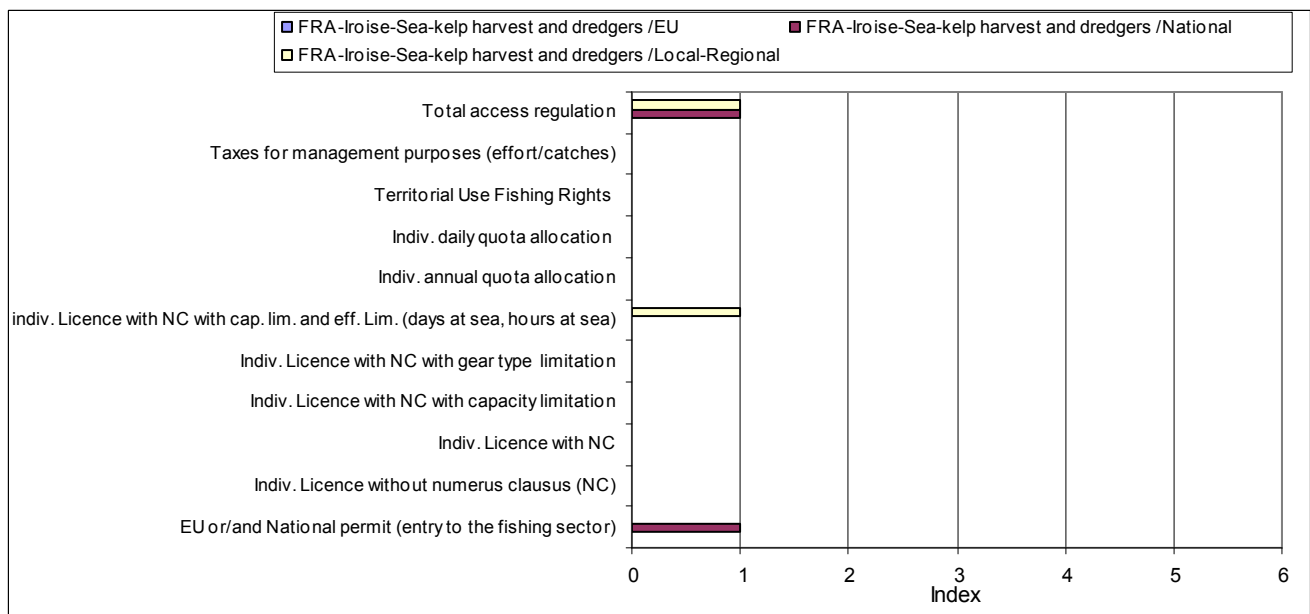 FRA-Iroise-Sea-kelp harvest and dredgers /EU
FRA-Iroise-Sea-kelp harvest and dredgers /National
FRA-Iroise-Sea-kelp harvest and dredgers /Local-Regional
Total access regulation
Taxes for management purposes (effort/catches)
Territorial Use Fishing Rights
Indiv. daily quota allocation
Indiv. annual quota allocation
indiv. Licence with NC with cap. lim. and eff. Lim. (days at sea, hours at sea)
Indiv. Licence with NC with gear type limitation
Indiv. Licence with NC with capacity limitation
Indiv. Licence with NC
Indiv. Licence without numerus clausus (NC)
EU or/and National permit (entry to the fishing sector)
0 1 2 3 4 5 6
Index